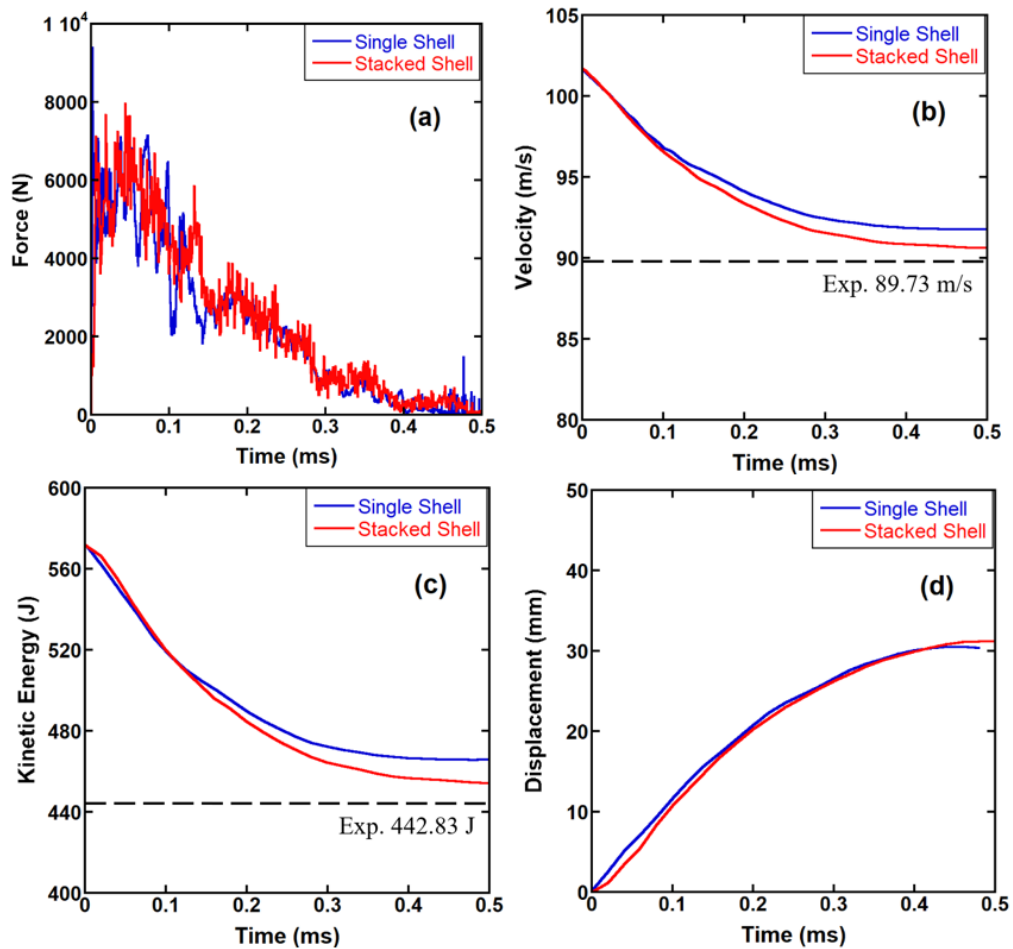 1 10⁴
Single Shell
Stacked Shell
(a)
8000
6000
4000
2000
0
Force (N)
0 0.1 0.2 0.3 0.4 0.5
Time (ms)
105
Single Shell
Stacked Shell
(b)
100
95
90
85
80
Velocity (m/s)
Exp. 89.73 m/s
0 0.1 0.2 0.3 0.4 0.5
Time (ms)
600
Single Shell
Stacked Shell
(c)
560
520
480
440
400
Kinetic Energy (J)
Exp. 442.83 J
0 0.1 0.2 0.3 0.4 0.5
Time (ms)
50
Single Shell
Stacked Shell
(d)
40
30
20
10
0
Displacement (mm)
0 0.1 0.2 0.3 0.4 0.5
Time (ms)